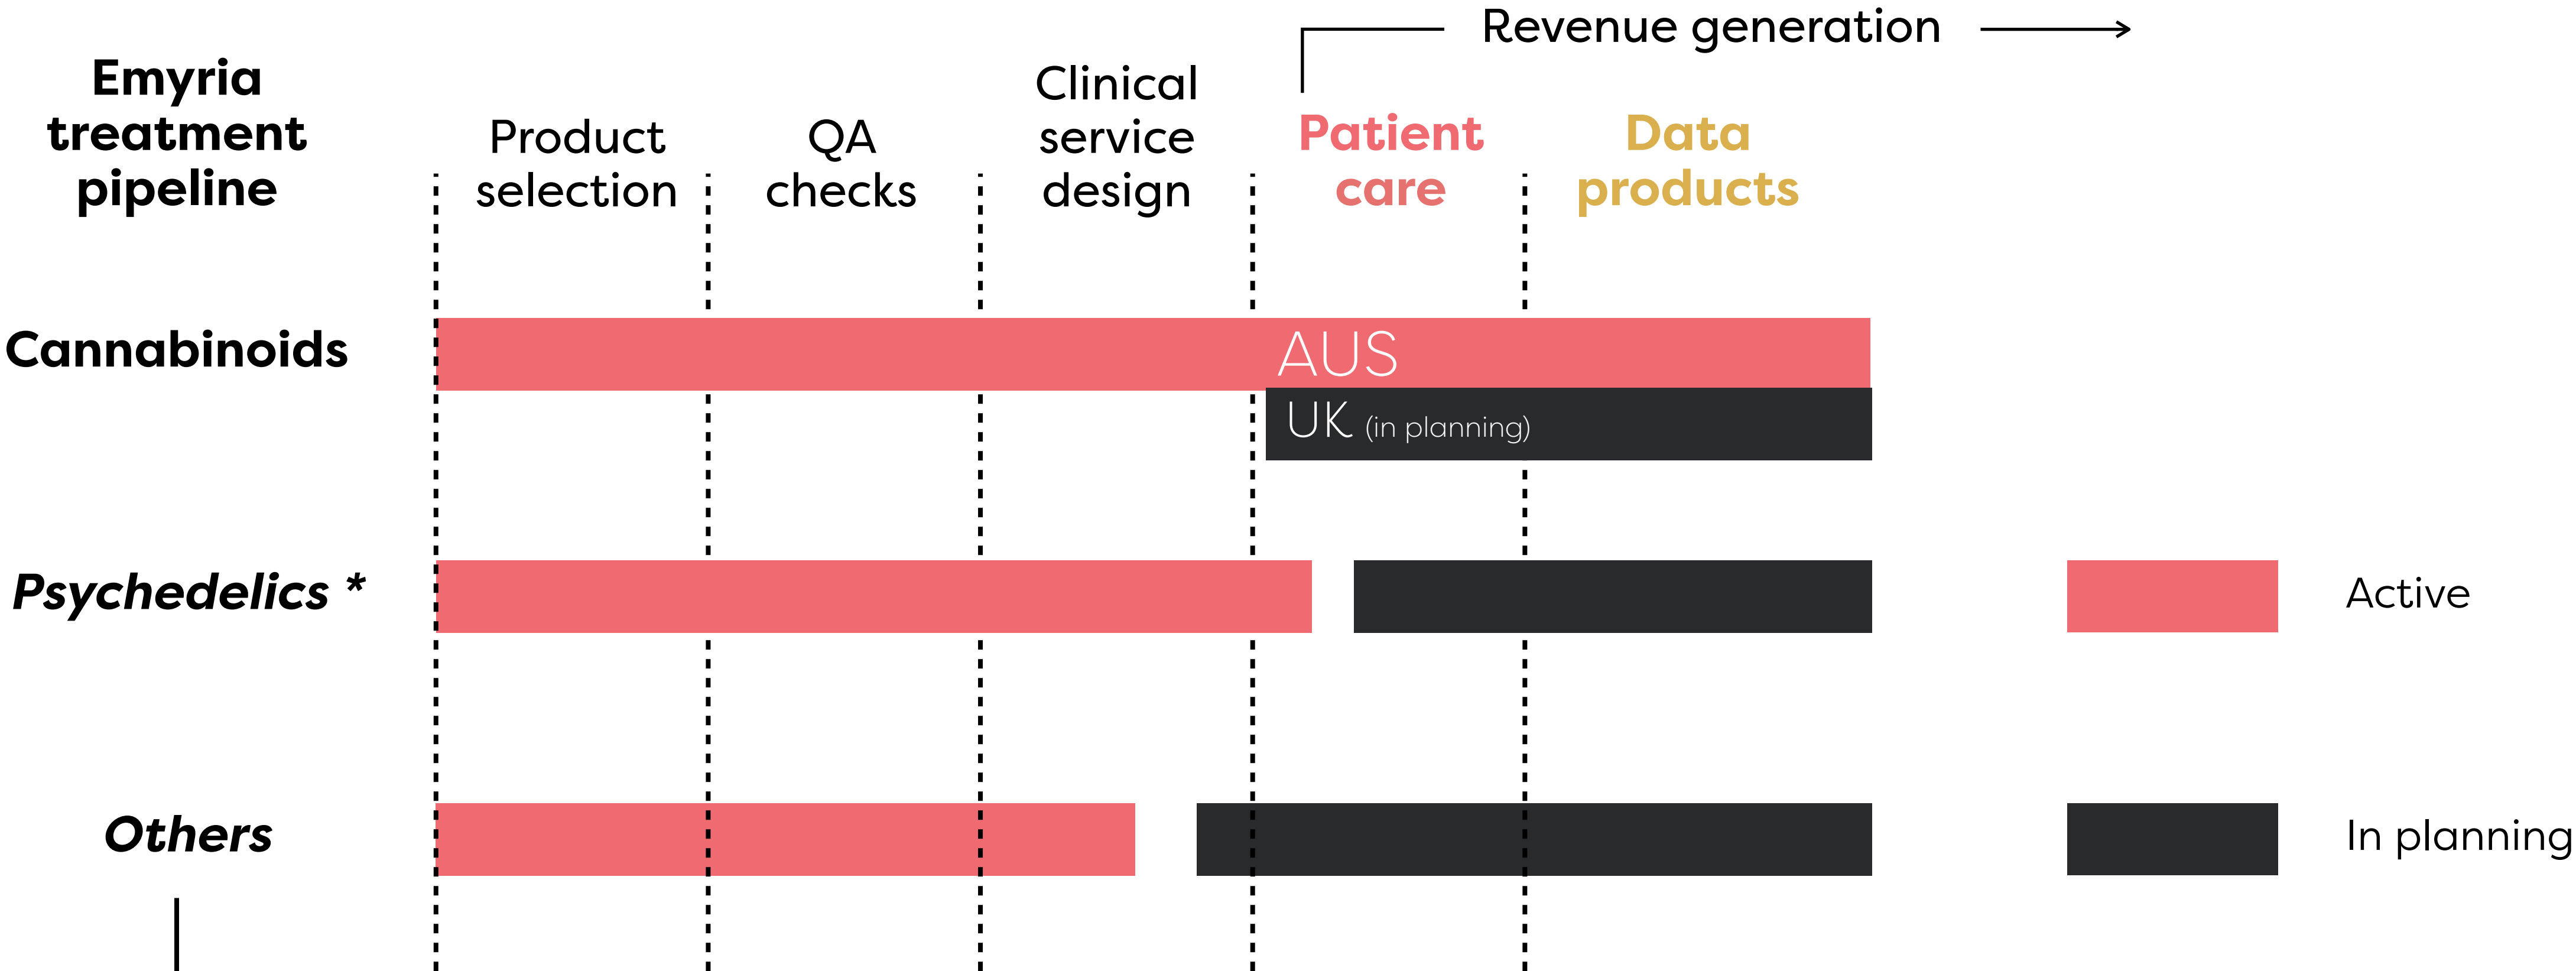 Revenue generation
Emyria
treatment
pipeline
Product
selection
QA
checks
Clinical
service
design
Patient
care
Data
products
Cannabinoids
AUS
UK (in planning)
Psychedelics *
Active
Others
In planning